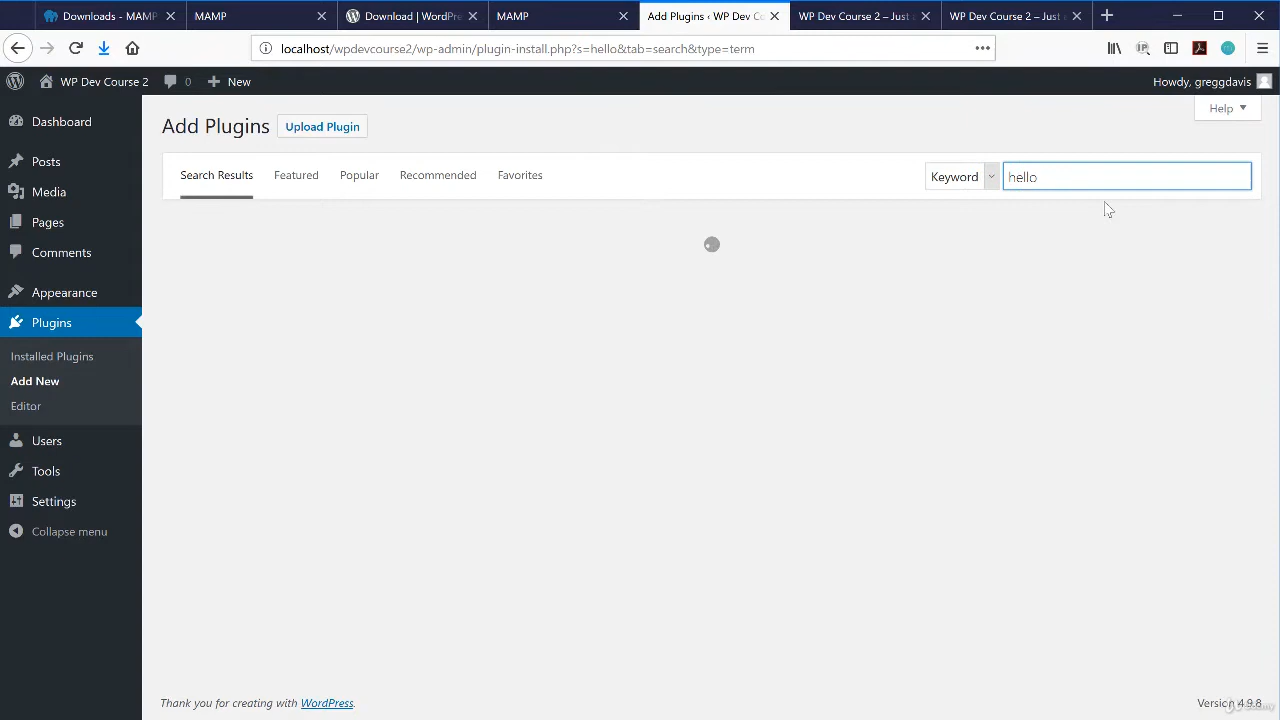 Downloads - MAMP
MAMP
Download | WordPre
MAMP
Add Plugins ‹ WP Dev Co
WP Dev Course 2 – Just a
WP Dev Course 2 – Just a
localhost/wpdevcourse2/wp-admin/plugin-install.php?s=hello&tab=search&type=term
WP Dev Course 2
0
New
Howdy, greggdavis
Dashboard
Posts
Media
Pages
Comments
Appearance
Plugins
Installed Plugins
Add New
Editor
Users
Tools
Settings
Collapse menu
Help
Add Plugins
Upload Plugin
Search Results
Featured
Popular
Recommended
Favorites
Keyword
hello
Thank you for creating with WordPress.
Version 4.9.8